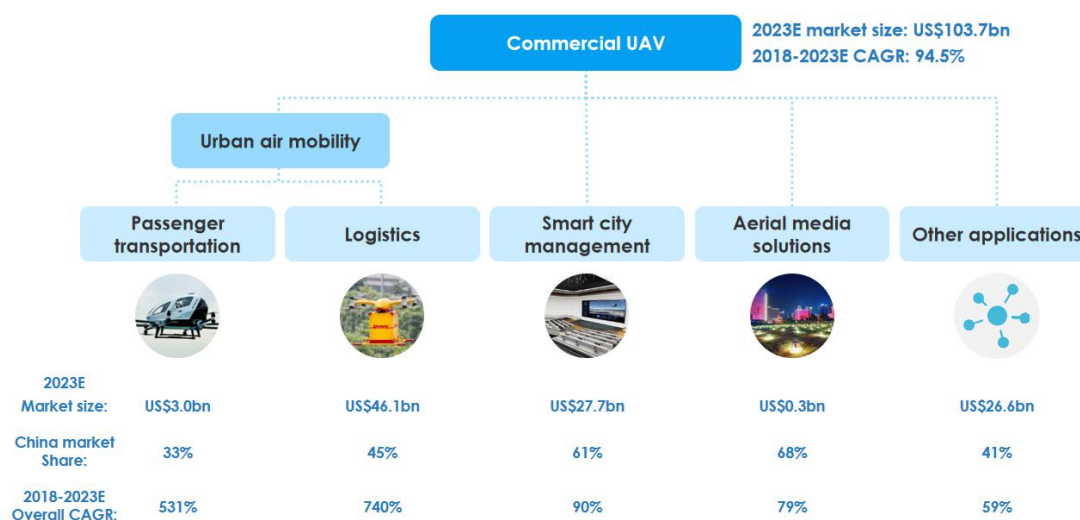 Commercial UAV
2023E market size: US$103.7bn
2018-2023E CAGR: 94.5%
Urban air mobility
Passenger
transportation
Logistics
Smart city
management
Aerial media
solutions
Other applications
DHL
2023E
Market size:
US$3.0bn
US$46.1bn
US$27.7bn
US$0.3bn
US$26.6bn
China market
Share:
33%
45%
61%
68%
41%
2018-2023E
Overall CAGR:
531%
740%
90%
79%
59%